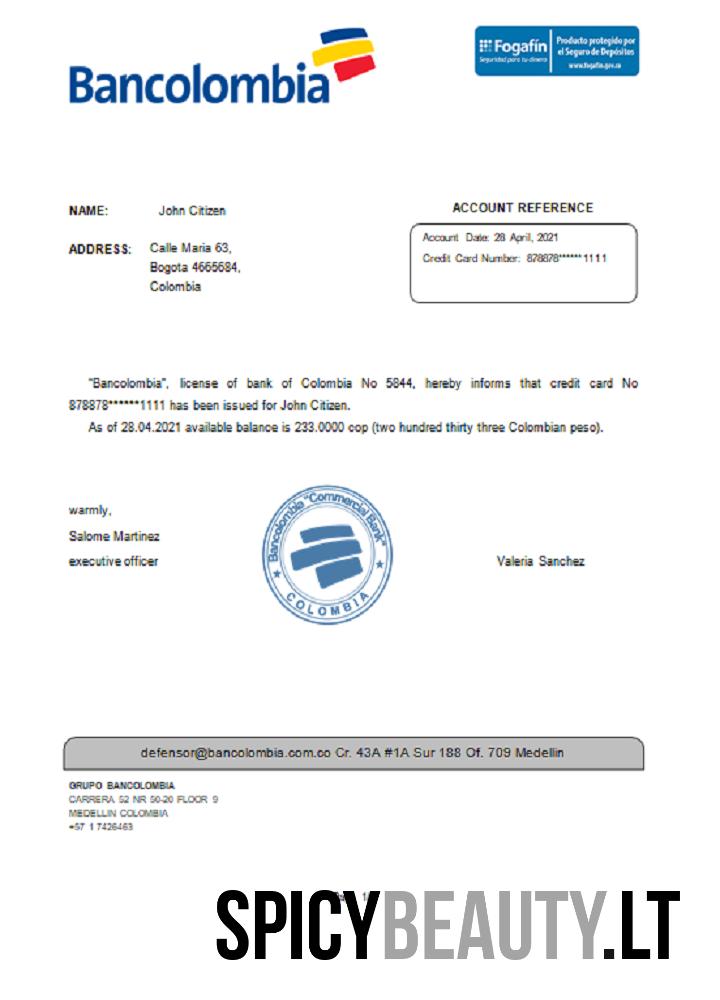 Bancolombia
Fogafín
Seguridad para tu dinero
Producto protegido por
el Seguro de Depósitos
www.fogafin.gov.co
NAME: John Citizen
ADDRESS: Calle Maria 63,
Bogota 4665684,
Colombia
ACCOUNT REFERENCE
Account Date: 28 April, 2021
Credit Card Number: 878878******1111
"Bancolombia", license of bank of Colombia No 5844, hereby informs that credit card No
878878******1111 has been issued for John Citizen.
As of 28.04.2021 available balance is 233.0000 cop (two hundred thirty three Colombian peso).
warmly,
Salome Martinez
executive officer
Bancolombia "Commercial Bank"
COLOMBIA
Valeria Sanchez
defensor@bancolombia.com.co Cr. 43A #1A Sur 188 Of. 709 Medellin
GRUPO BANCOLOMBIA
CARRERA 52 NR 50-20 FLOOR 9
MEDELLIN COLOMBIA
+57 1 7426463
SPICYBEAUTY.LT